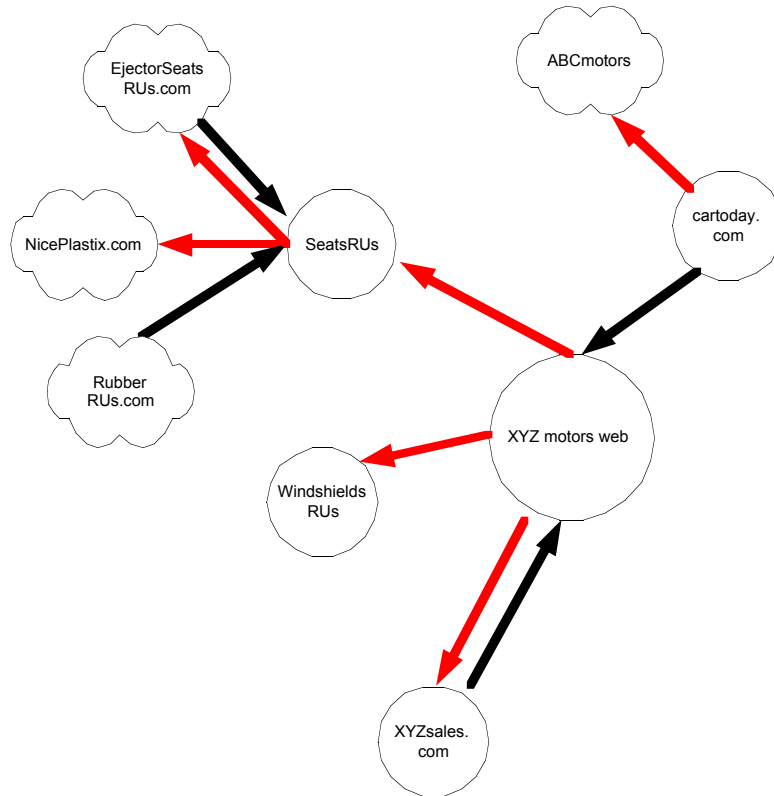 EjectorSeats
RUs.com
ABCmotors
cartoday.
com
NicePlastix.com
SeatsRUs
Rubber
RUs.com
XYZ motors web
Windshields
RUs
XYZsales.
com